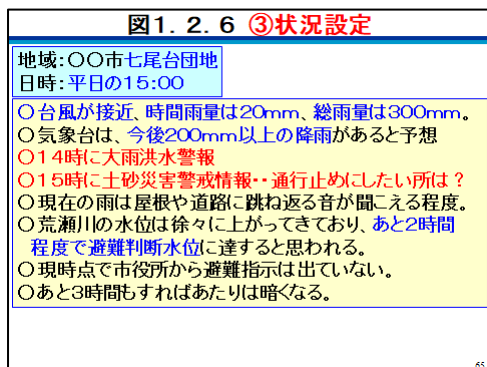 図1.2.6 ③状況設定
地域:〇〇市七尾台団地
日時:平日の15:00
〇台風が接近、時間雨量は20mm、総雨量は300mm。
〇気象台は、今後200mm以上の降雨があると予想
〇14時に大雨洪水警報
〇15時に土砂災害警戒情報・・通行止めにしたい所は?
〇現在の雨は屋根や道路に跳ね返る音が聞こえる程度。
〇荒瀬川の水位は徐々に上がってきており、あと2時間
程度で避難判断水位に達すると思われる。
〇現時点で市役所から避難指示は出ていない。
〇あと3時間もすればあたりは暗くなる。
65